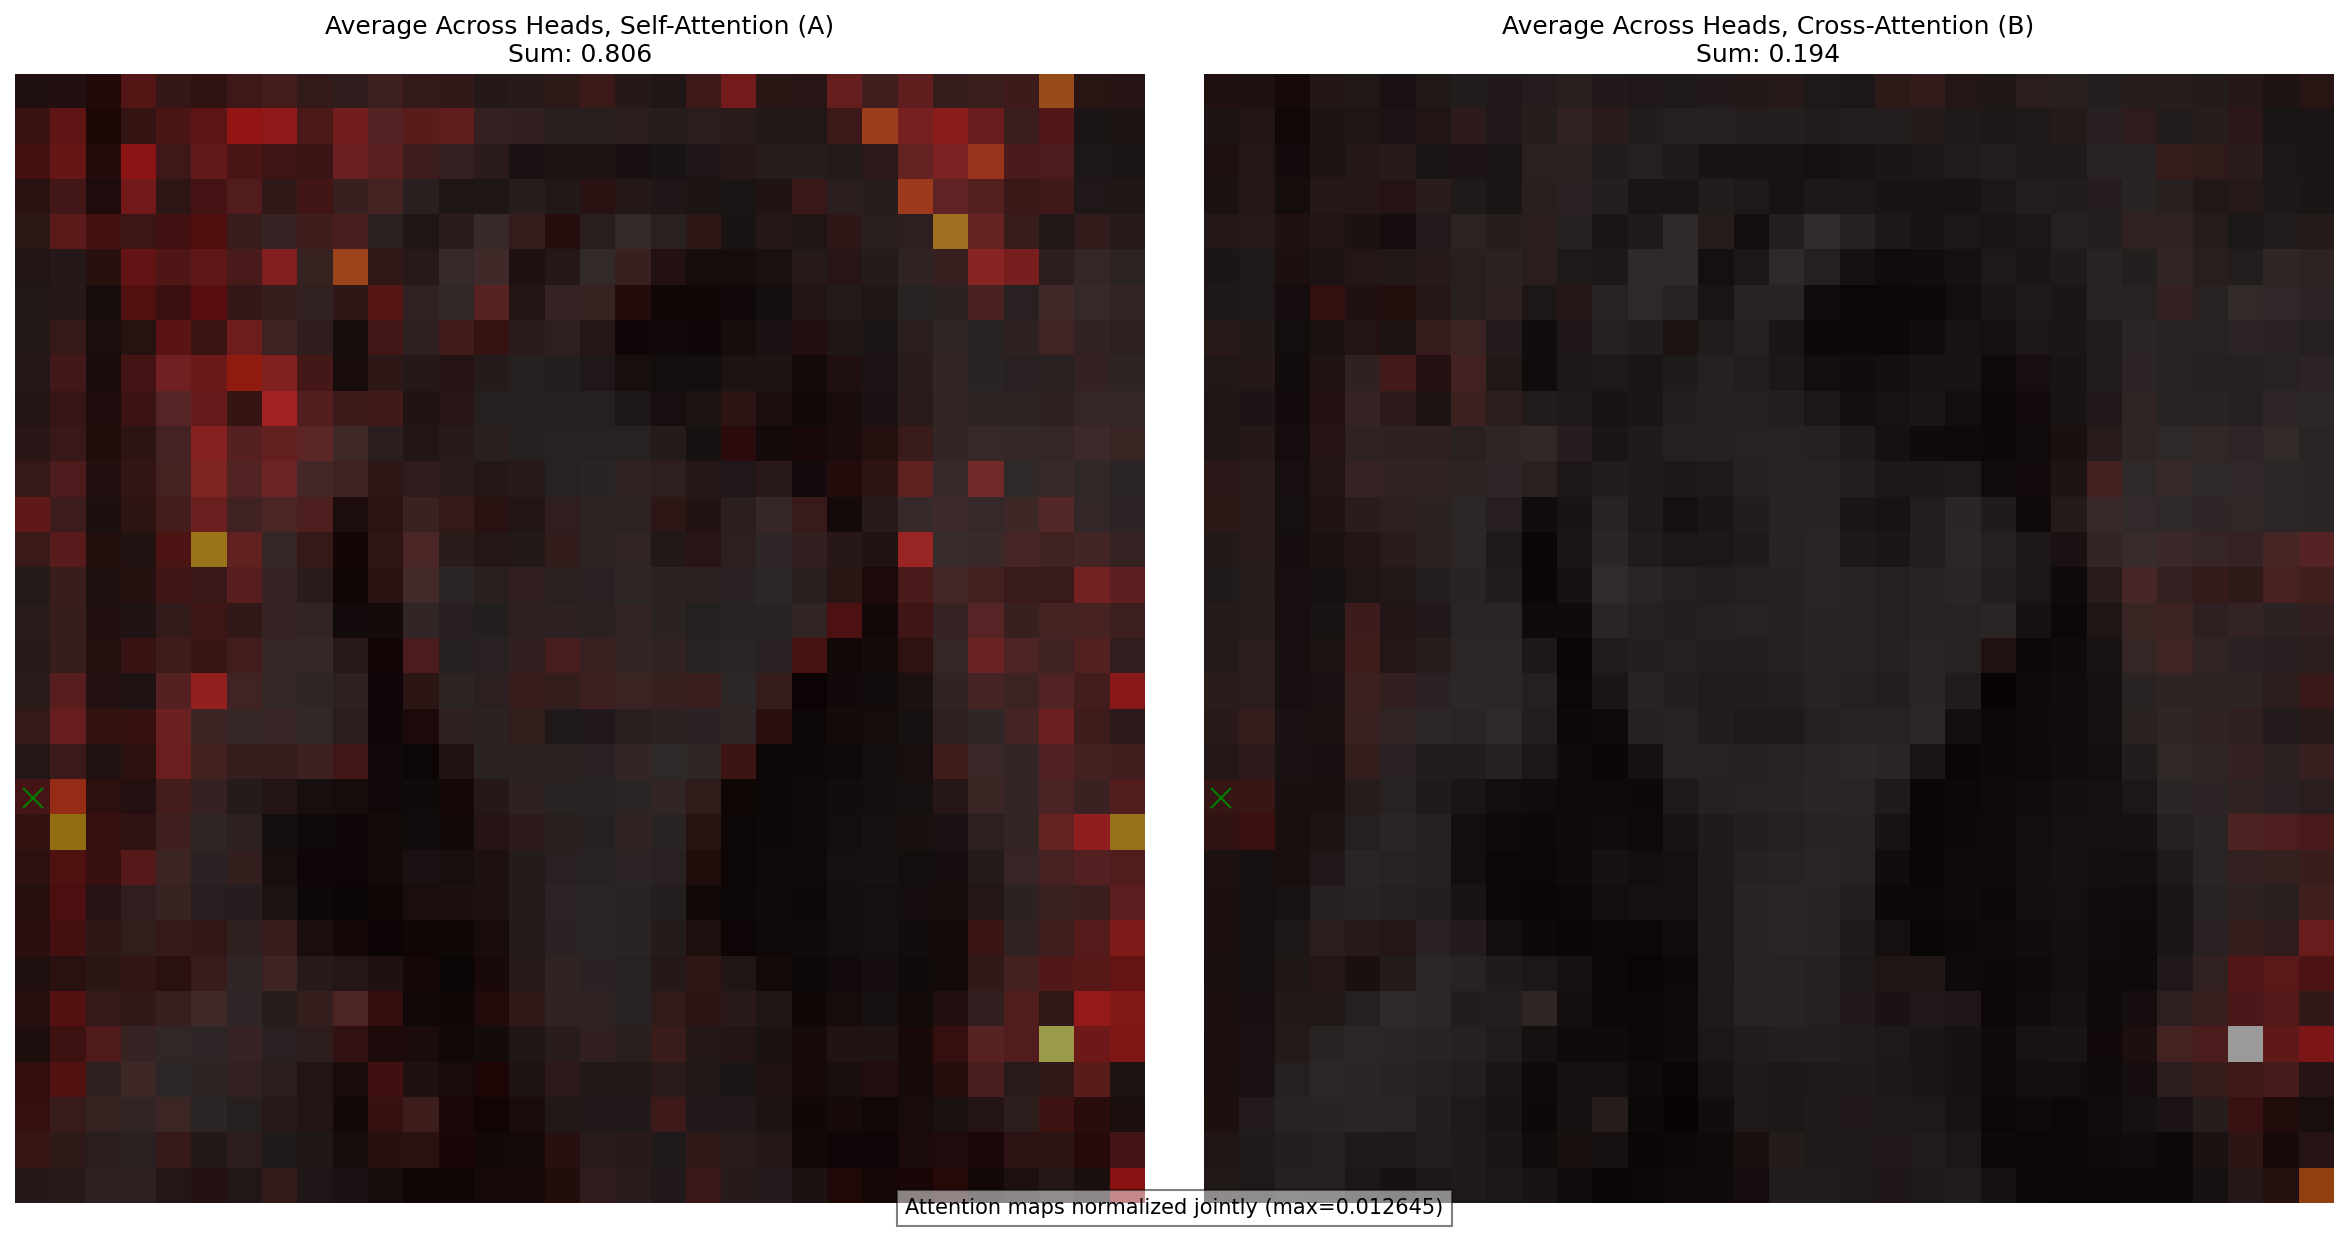 Average Across Heads, Self-Attention (A)
Sum: 0.806
Average Across Heads, Cross-Attention (B)
Sum: 0.194
Attention maps normalized jointly (max=0.012645)